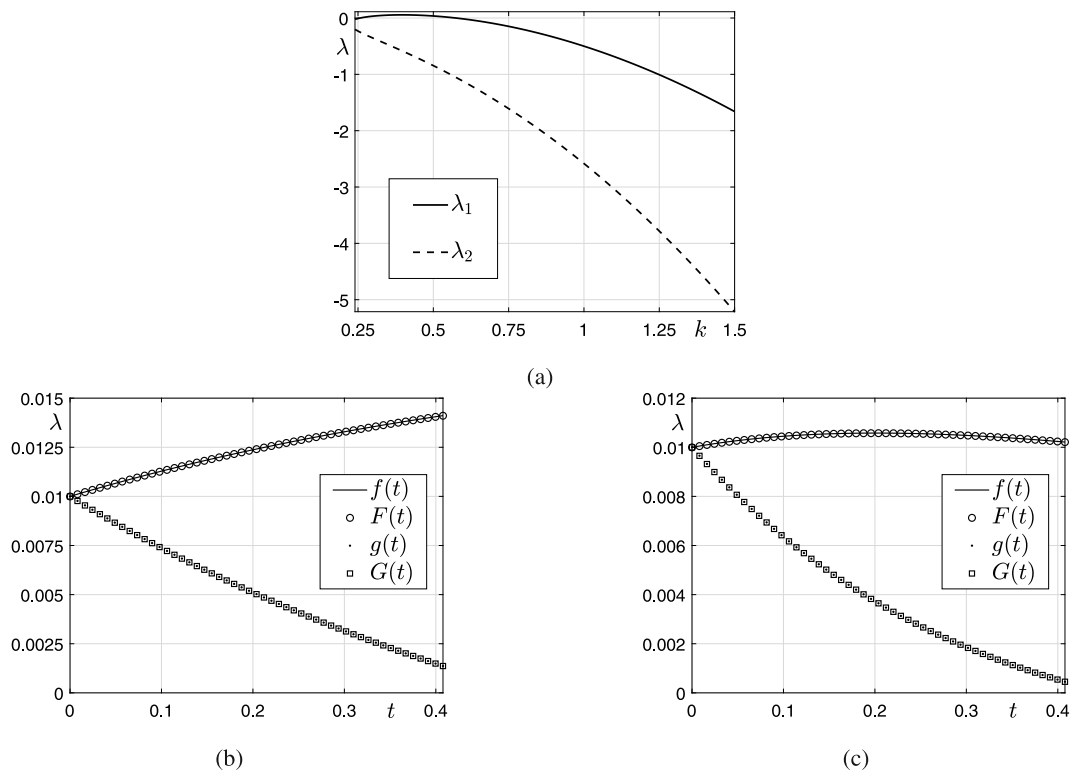 0
λ
-1
-2
-3
-4
-5
λ₁
λ₂
0.25 0.5 0.75 1 1.25 k 1.5
(a)
0.015
λ
0.0125
0.01
0.0075
0.005
0.0025
0
f(t)
F(t)
g(t)
G(t)
0 0.1 0.2 0.3 t 0.4
(b)
0.012
λ
0.01
0.008
0.006
0.004
0.002
0
f(t)
F(t)
g(t)
G(t)
0 0.1 0.2 0.3 t 0.4
(c)